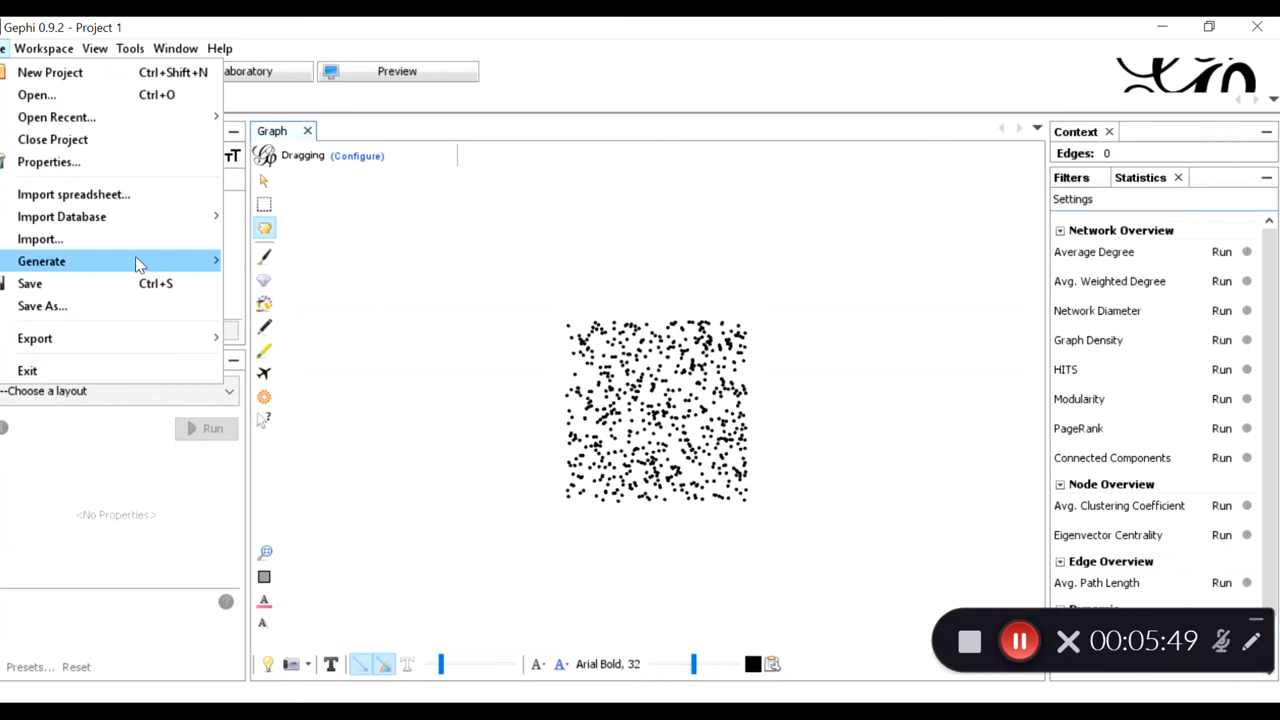 Gephi 0.9.2 - Project 1
Workspace View Tools Window Help
New Project Ctrl+Shift+N
Open... Ctrl+O
Open Recent...
Close Project
Properties...
Import spreadsheet...
Import Database
Import...
Generate
Save Ctrl+S
Save As...
Export
Exit
aboratory
Preview
Graph
Dragging (Configure)
Context
Edges: 0
Filters Statistics
Settings
Network Overview
Average Degree Run
Avg. Weighted Degree Run
Network Diameter Run
Graph Density Run
HITS Run
Modularity Run
PageRank Run
Connected Components Run
Node Overview
Avg. Clustering Coefficient Run
Eigenvector Centrality Run
Edge Overview
Avg. Path Length Run
--Choose a layout
Run
<No Properties>
Presets... Reset
Arial Bold, 32
00:05:49